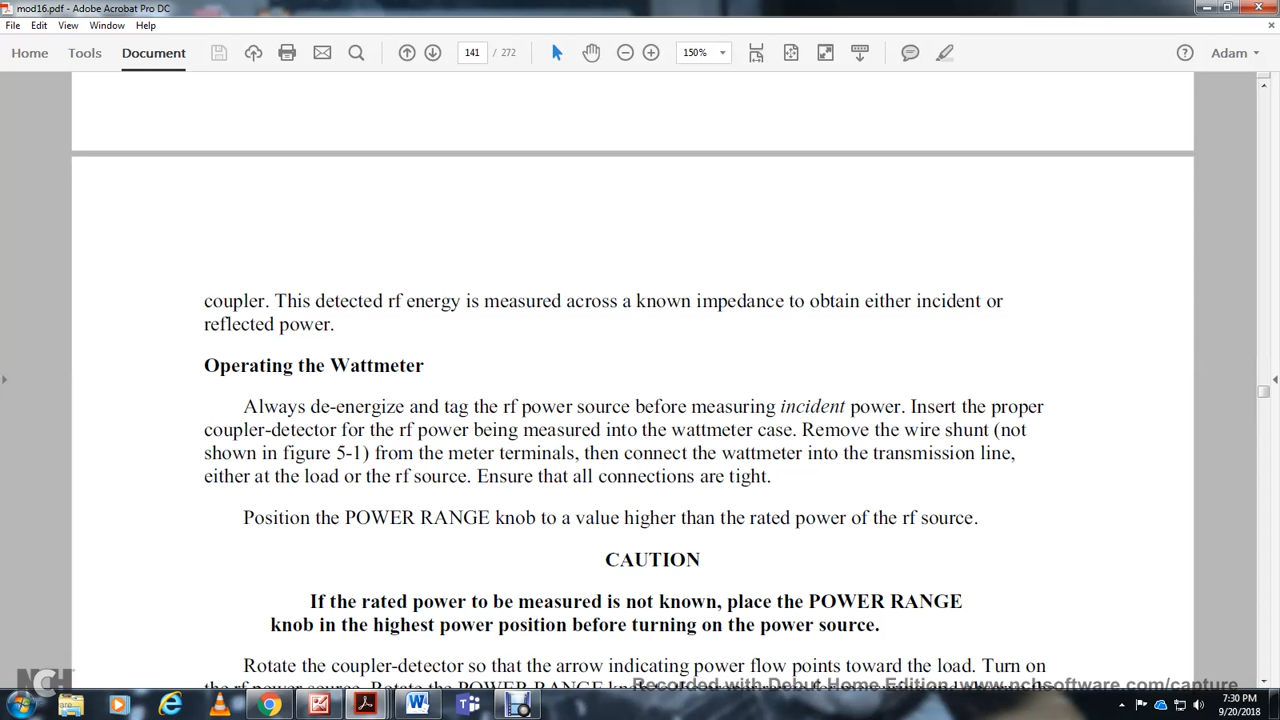 mod16.pdf - Adobe Acrobat Pro DC
File Edit View Window Help
Home Tools Document 141 / 272 150% Adam
coupler. This detected rf energy is measured across a known impedance to obtain either incident or
reflected power.
Operating the Wattmeter
Always de-energize and tag the rf power source before measuring incident power. Insert the proper
coupler-detector for the rf power being measured into the wattmeter case. Remove the wire shunt (not
shown in figure 5-1) from the meter terminals, then connect the wattmeter into the transmission line,
either at the load or the rf source. Ensure that all connections are tight.
Position the POWER RANGE knob to a value higher than the rated power of the rf source.
CAUTION
If the rated power to be measured is not known, place the POWER RANGE
knob in the highest power position before turning on the power source.
Rotate the coupler-detector so that the arrow indicating power flow points toward the load. Turn on
the rf power source. Rotate the POWER RANGE
NCH
Recorded with Debut Home Edition | www.nchsoftware.com/capture
7:30 PM
9/20/2018